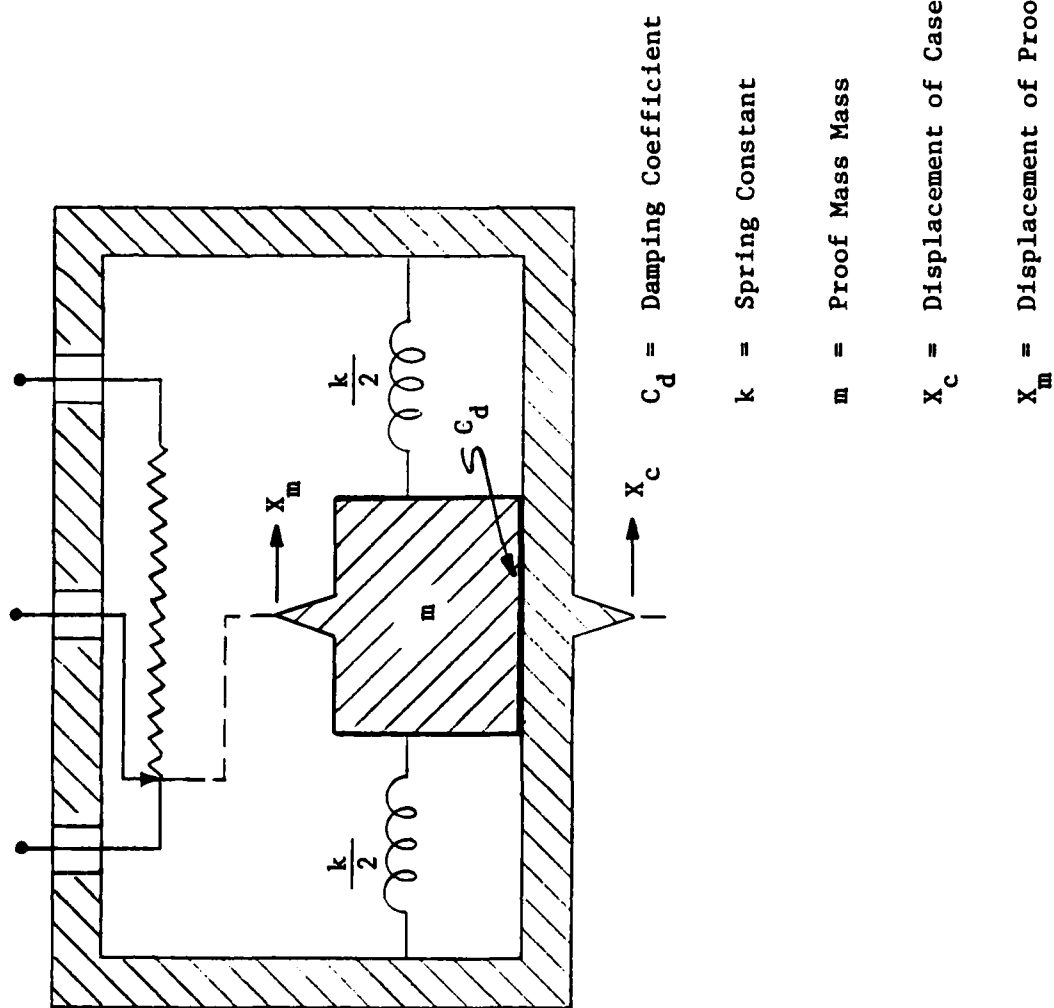 k/2
k/2
X_m
m
C_d
X_c
C_d = Damping Coefficient
k = Spring Constant
m = Proof Mass Mass
X_c = Displacement of Case
X_m = Displacement of Proo